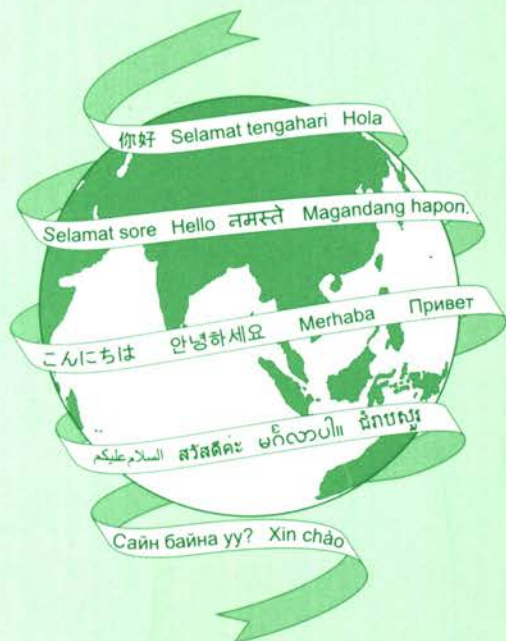 你好 Selamat tengahari Hola
Selamat sore Hello नमस्ते Magandang hapon.
こんにちは 안녕하세요 Merhaba Привет
السلام عليكم สวัสดีค่ะ မင်္ဂလာပါ။ ជំរាបសួរ
Сайн байна уу? Xin chào